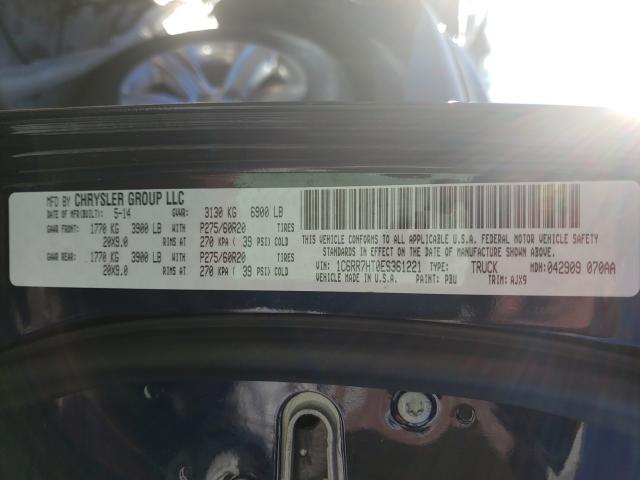 MFD BY CHRYSLER GROUP LLC
DATE OF MFR(BUILT): 5-14 GVWR: 3130 KG 6900 LB
GWAR FRONT: 1770 KG 3900 LB WITH P275/60R20 TIRES
20X9.0 RIMS AT 270 KPA ( 39 PSI) COLD
GWAR REAR: 1770 KG 3900 LB WITH P275/60R20 TIRES
20X9.0 RIMS AT 270 KPA ( 39 PSI) COLD
THIS VEHICLE CONFORMS TO ALL APPLICABLE U.S.A. FEDERAL MOTOR VEHICLE SAFETY
STANDARDS IN EFFECT ON THE DATE OF MANUFACTURE SHOWN ABOVE.
VIN: 1C6RR7HT0ES361221 TYPE: TRUCK MDH: 042909 070AA
VEHICLE MADE IN U.S.A. PAINT: PBU TRIM: AJX9